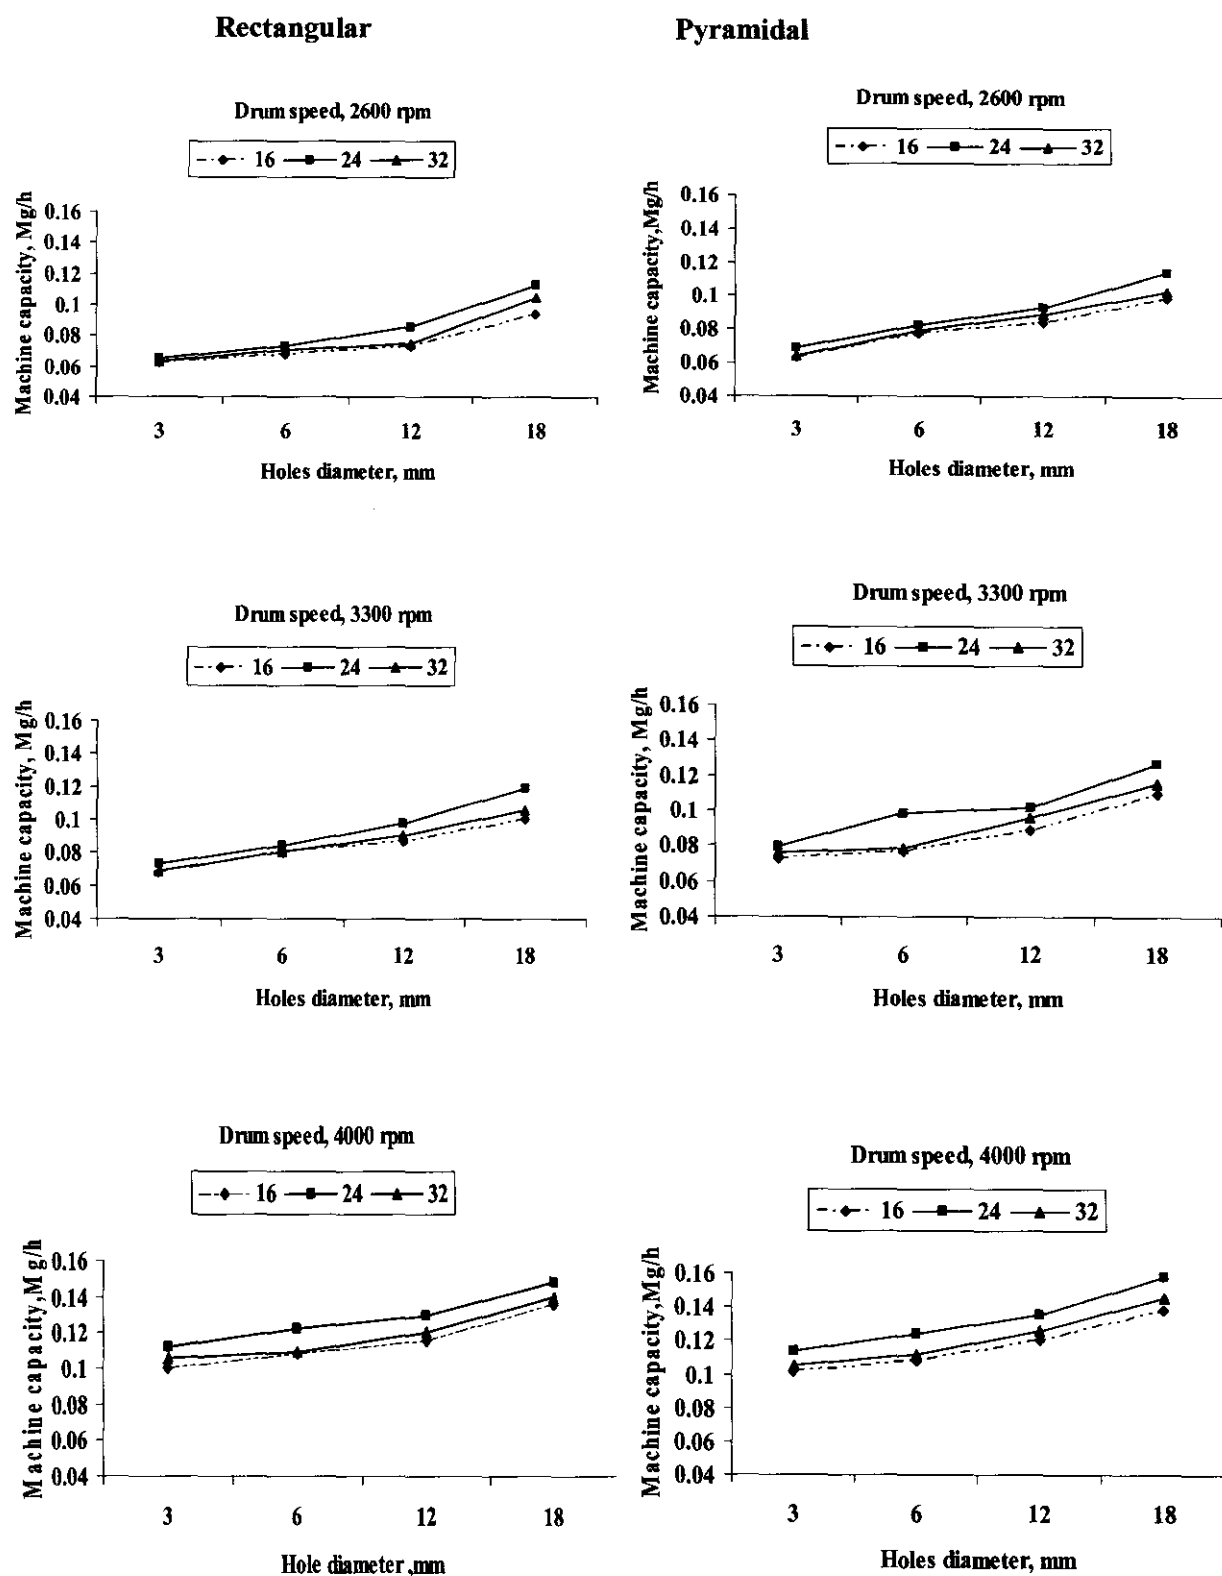 Rectangular
Pyramidal
Drum speed, 2600 rpm
16 24 32
Machine capacity, Mg/h
0.16
0.14
0.12
0.1
0.08
0.06
0.04
3 6 12 18
Holes diameter, mm
Drum speed, 2600 rpm
16 24 32
Machine capacity,Mg/h
0.16
0.14
0.12
0.1
0.08
0.06
0.04
3 6 12 18
Holes diameter, mm
Drum speed, 3300 rpm
16 24 32
Machine capacity, Mg/h
0.16
0.14
0.12
0.1
0.08
0.06
0.04
3 6 12 18
Holes diameter, mm
Drum speed, 3300 rpm
16 24 32
Machine capacity, Mg/h
0.16
0.14
0.12
0.1
0.08
0.06
0.04
3 6 12 18
Holes diameter, mm
Drum speed, 4000 rpm
16 24 32
Machine capacity,Mg/h
0.16
0.14
0.12
0.1
0.08
0.06
0.04
3 6 12 18
Hole diameter ,mm
Drum speed, 4000 rpm
16 24 32
Machine capacity,Mg/h
0.16
0.14
0.12
0.1
0.08
0.06
0.04
3 6 12 18
Holes diameter, mm